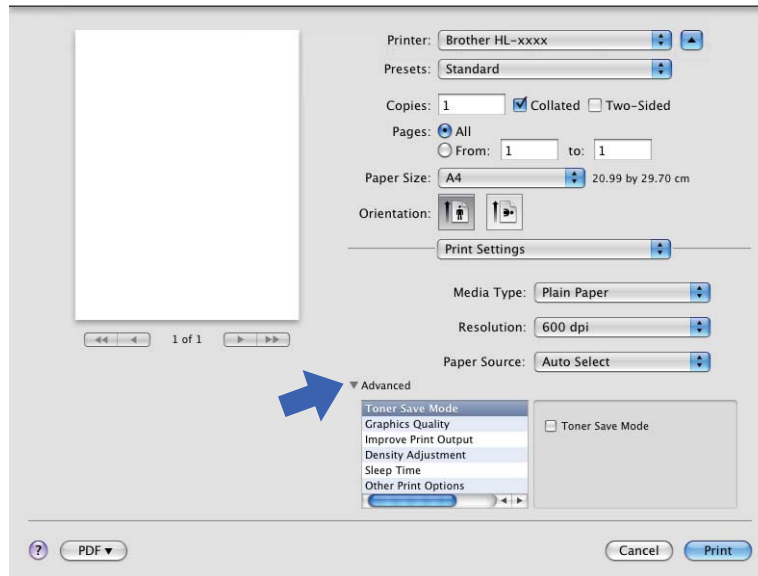 Printer: Brother HL-xxxx
Presets: Standard
Copies: 1 Collated Two-Sided
Pages: All
From: 1 to: 1
Paper Size: A4 20.99 by 29.70 cm
Orientation:
Print Settings
Media Type: Plain Paper
Resolution: 600 dpi
Paper Source: Auto Select
1 of 1
Advanced
Toner Save Mode
Graphics Quality
Improve Print Output
Density Adjustment
Sleep Time
Other Print Options
Toner Save Mode
? PDF Cancel Print